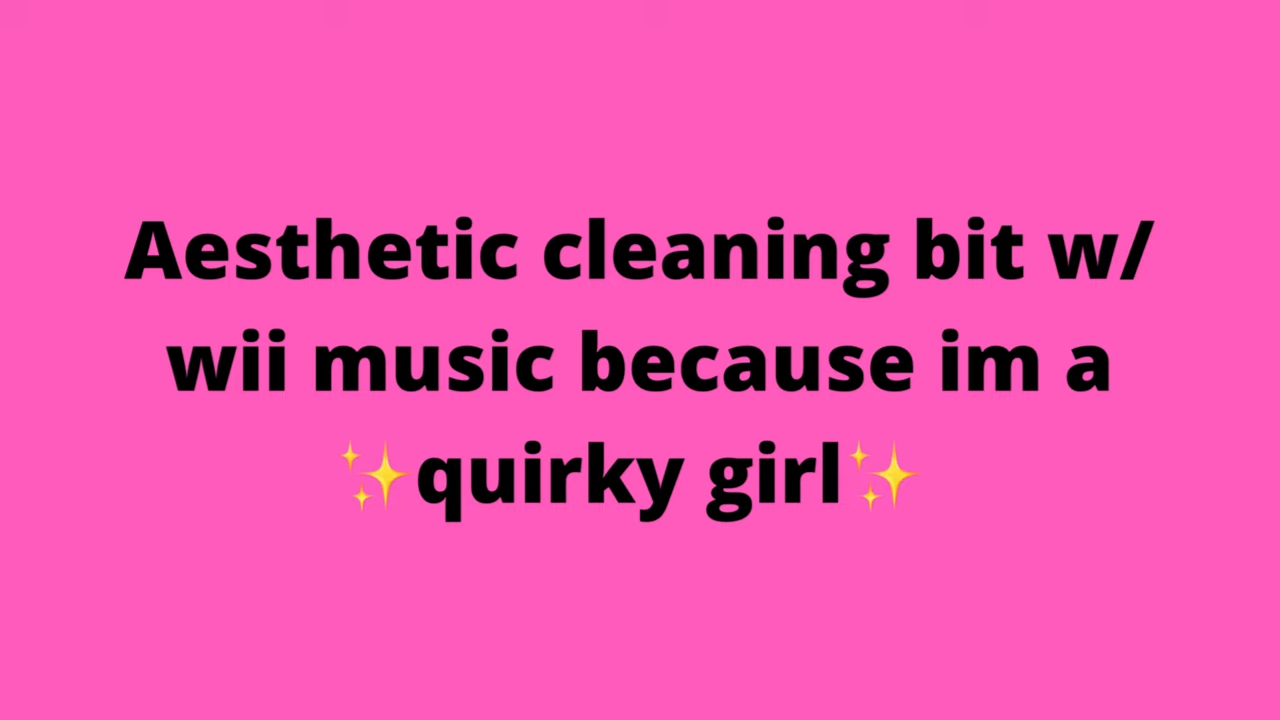 Aesthetic cleaning bit w/
wii music because im a
✨quirky girl✨